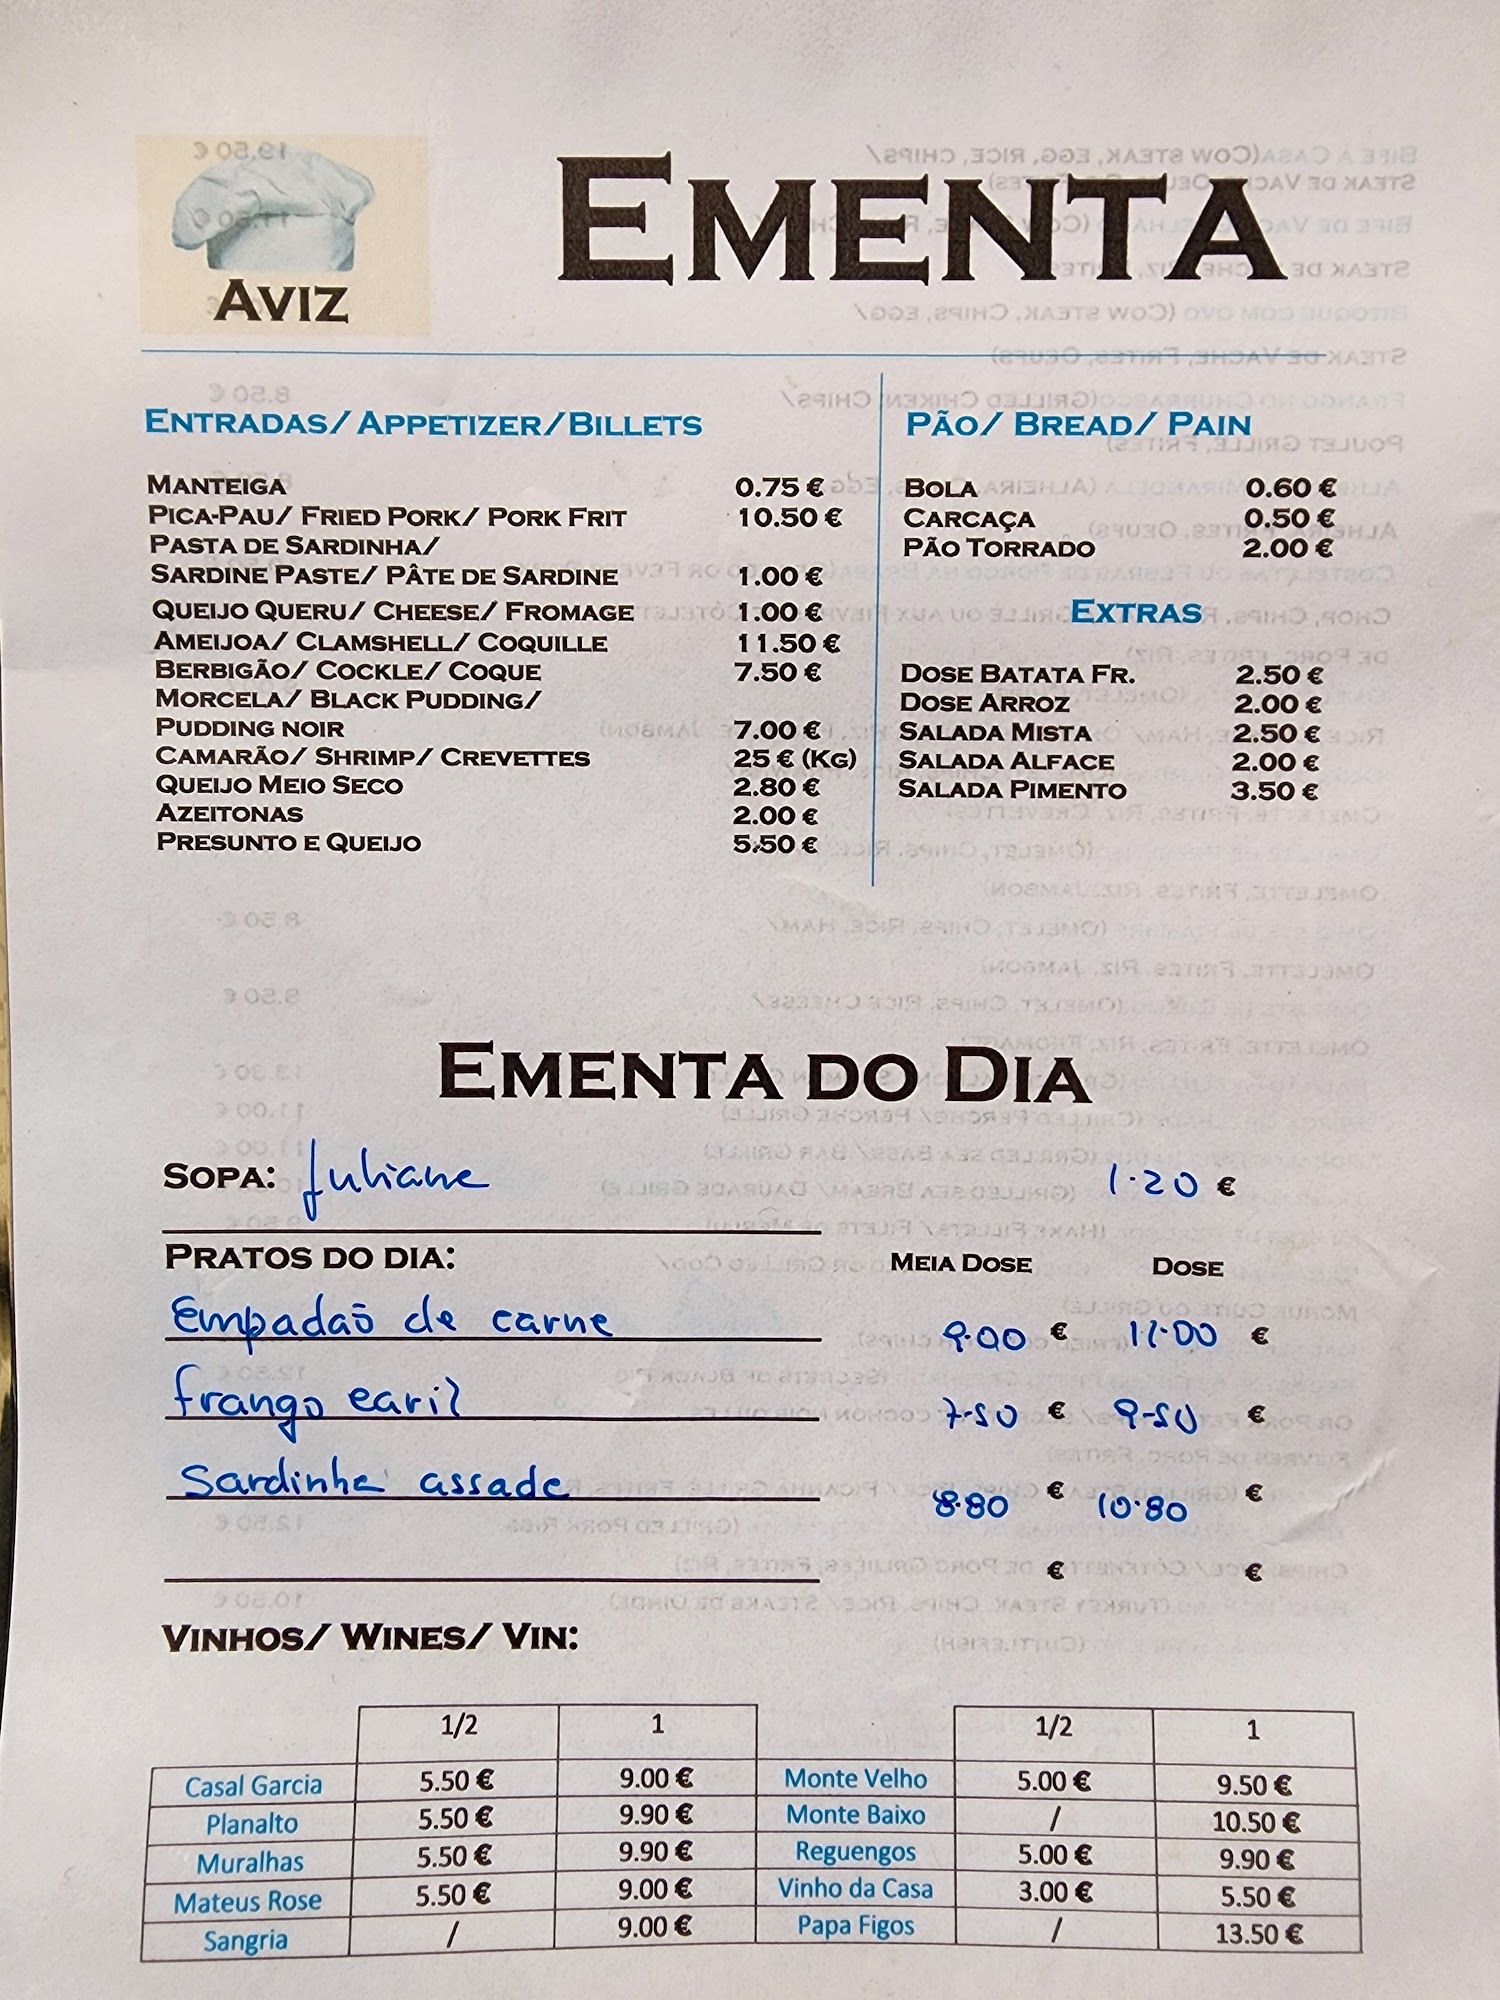 AVIZ
EMENTA
ENTRADAS/ APPETIZER/BILLETS
MANTEIGA 0.75 €
PICA-PAU/ FRIED PORK/ PORK FRIT 10.50 €
PASTA DE SARDINHA/
SARDINE PASTE/ PÂTE DE SARDINE 1.00 €
QUEIJO QUERU/ CHEESE/ FROMAGE 1.00 €
AMEIJOA/ CLAMSHELL/ COQUILLE 11.50 €
BERBIGÃO/ COCKLE/ COQUE 7.50 €
MORCELA/ BLACK PUDDING/
PUDDING NOIR 7.00 €
CAMARÃO/ SHRIMP/ CREVETTES 25 € (KG)
QUEIJO MEIO SECO 2.80 €
AZEITONAS 2.00 €
PRESUNTO E QUEIJO 5.50 €
PÃO/ BREAD/ PAIN
BOLA 0.60 €
CARCAÇA 0.50 €
PÃO TORRADO 2.00 €
EXTRAS
DOSE BATATA FR. 2.50 €
DOSE ARROZ 2.00 €
SALADA MISTA 2.50 €
SALADA ALFACE 2.00 €
SALADA PIMENTO 3.50 €
EMENTA DO DIA
SOPA: Juliane 1.20 €
PRATOS DO DIA: MEIA DOSE DOSE
Empadaõ de carne 9.00 € 11.00 €
frango caril 7.50 € 9.50 €
Sardinha assade 8.80 € 10.80 €
€ €
VINHOS/ WINES/ VIN:
1/2 1 1/2 1
Casal Garcia 5.50 € 9.00 € Monte Velho 5.00 € 9.50 €
Planalto 5.50 € 9.90 € Monte Baixo / 10.50 €
Muralhas 5.50 € 9.90 € Reguengos 5.00 € 9.90 €
Mateus Rose 5.50 € 9.00 € Vinho da Casa 3.00 € 5.50 €
Sangria / 9.00 € Papa Figos / 13.50 €